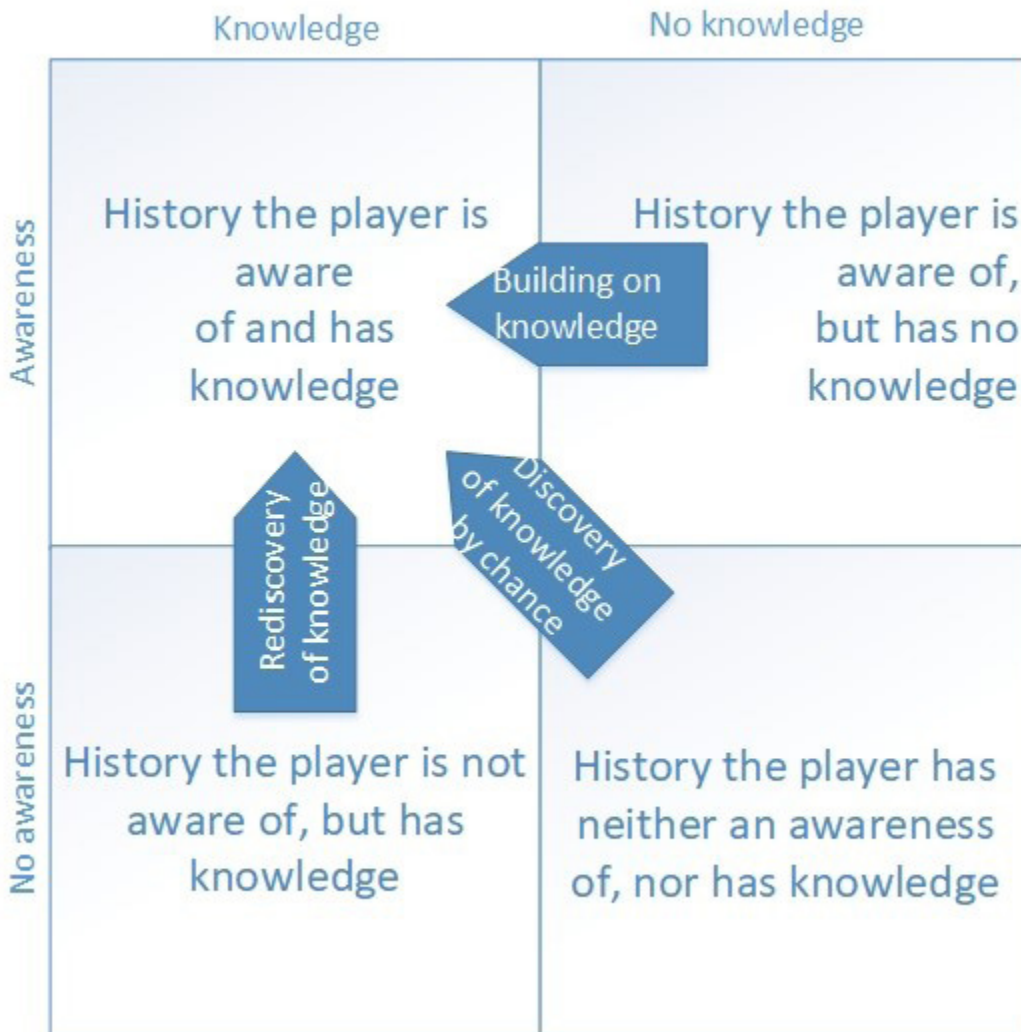 Knowledge
No knowledge
Awareness
History the player is
aware
of and has
knowledge
Building on
knowledge
History the player is
aware of,
but has no
knowledge
Rediscovery
of knowledge
Discovery
of knowledge
by chance
No awareness
History the player is not
aware of, but has
knowledge
History the player has
neither an awareness
of, nor has knowledge